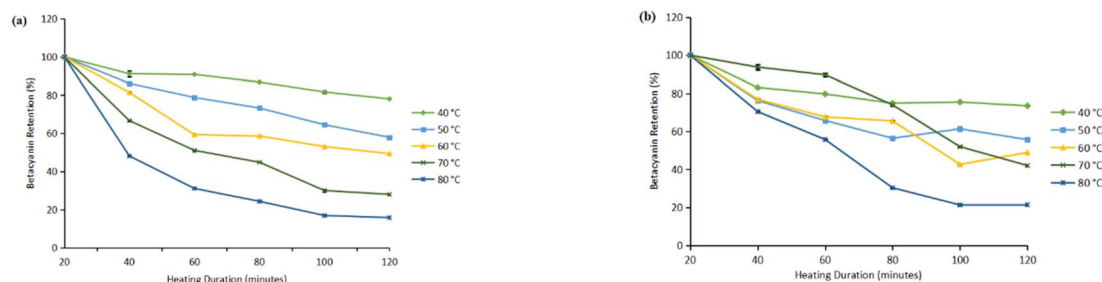 (a)
120
100
80
60
40
20
0
Betacyanin Retention (%)
20 40 60 80 100 120
Heating Duration (minutes)
40 °C
50 °C
60 °C
70 °C
80 °C
(b)
120
100
80
60
40
20
0
Betacyanin Retention (%)
20 40 60 80 100 120
Heating Duration (minutes)
40 °C
50 °C
60 °C
70 °C
80 °C